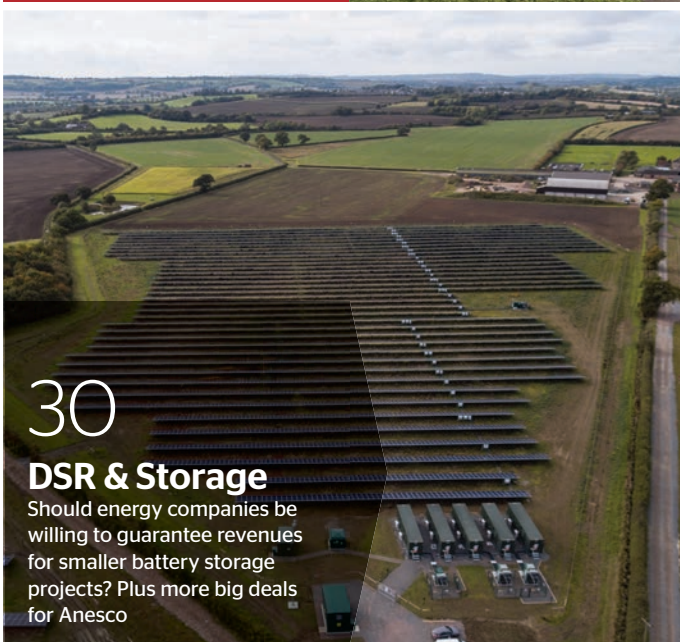 30
DSR & Storage
Should energy companies be
willing to guarantee revenues
for smaller battery storage
projects? Plus more big deals
for Anesco